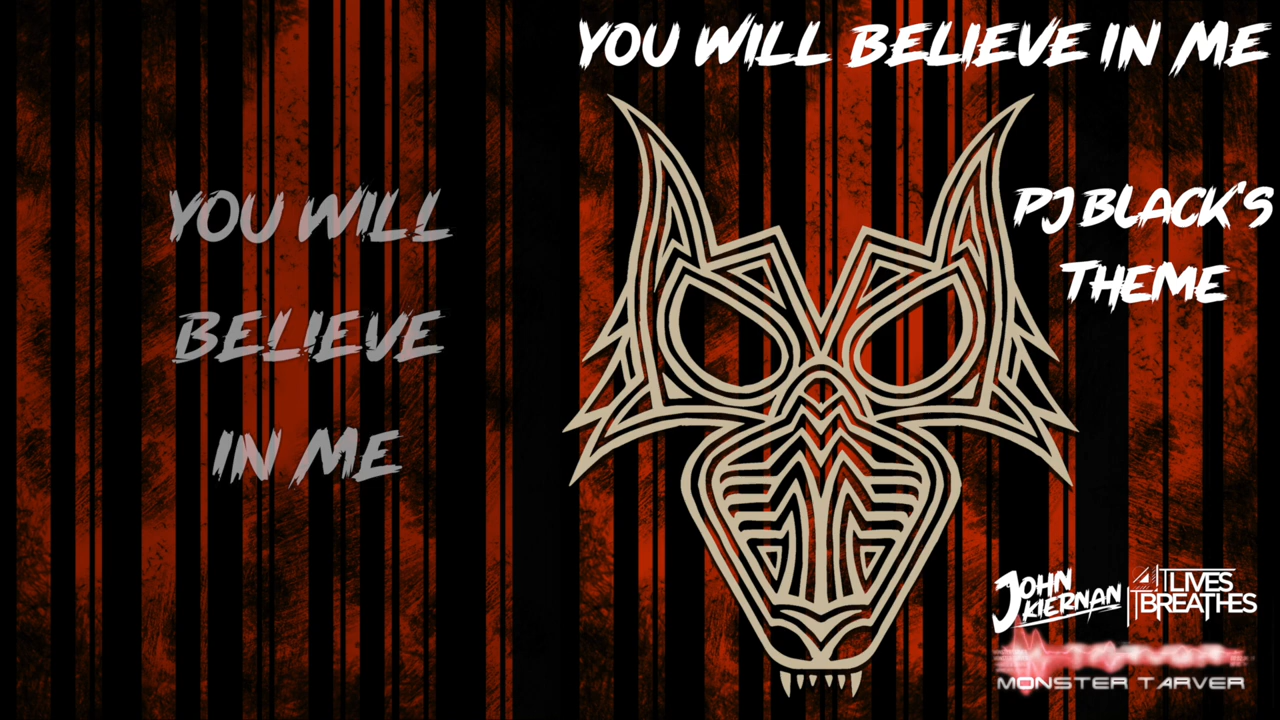 YOU WILL BELIEVE IN ME
PJ BLACK'S
THEME
YOU WILL
BELIEVE
IN ME
JOHN
KIERNAN
IT LIVES
IT BREATHES
MONSTER TARVER